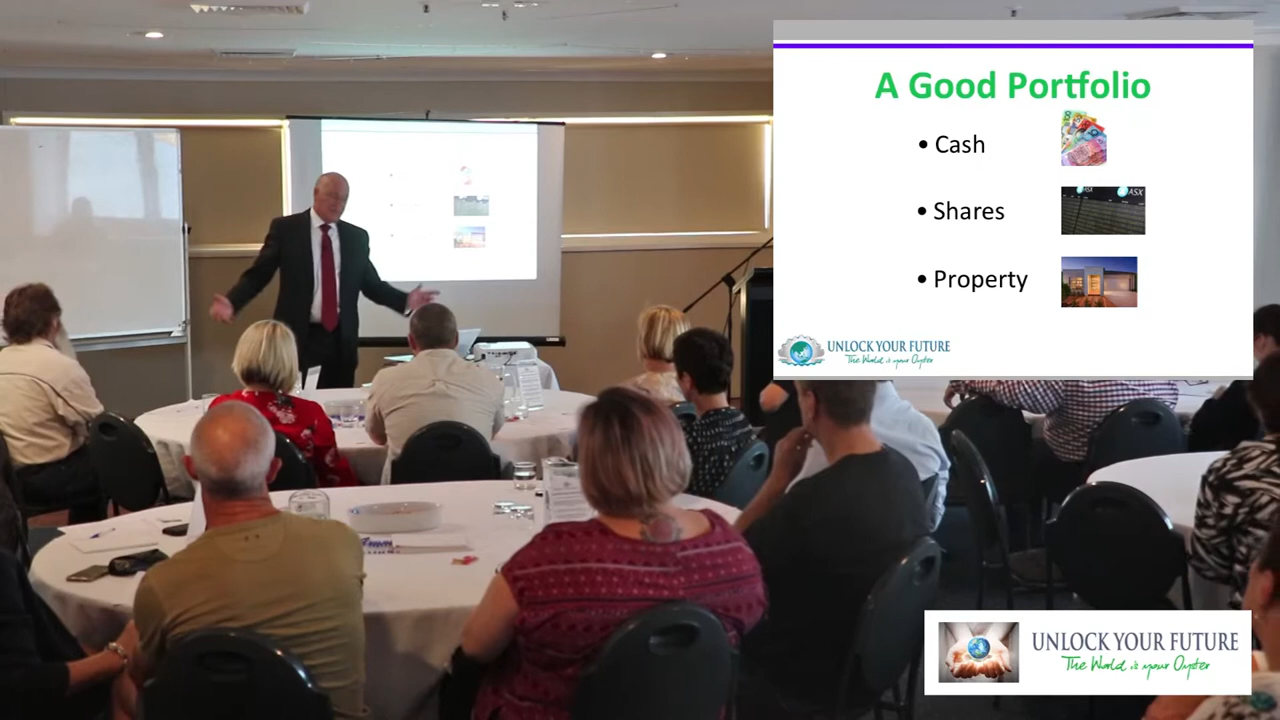 A Good Portfolio
• Cash
• Shares
ASX
• Property
UNLOCK YOUR FUTURE
The World is your Oyster
UNLOCK YOUR FUTURE
The World is your Oyster